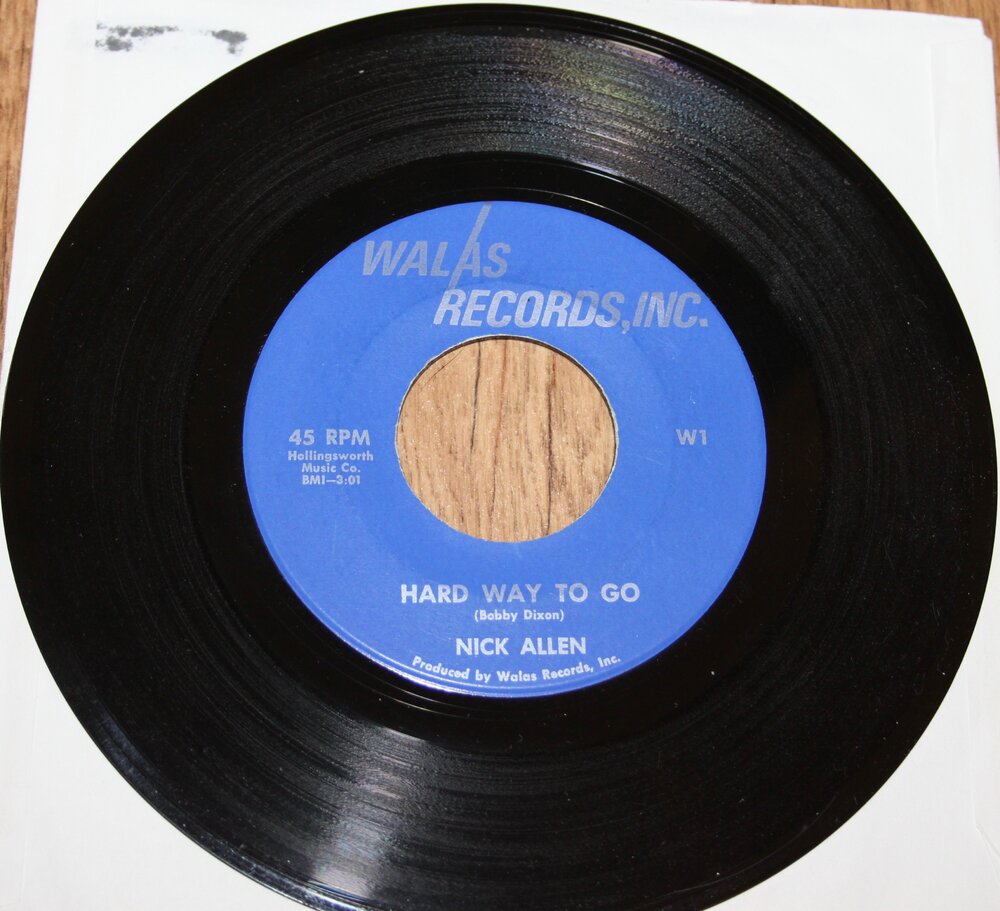 WALAS
RECORDS, INC.
45 RPM
Hollingsworth
Music Co.
BMI—3:01
W1
HARD WAY TO GO
(Bobby Dixon)
NICK ALLEN
Produced by Walas Records, Inc.